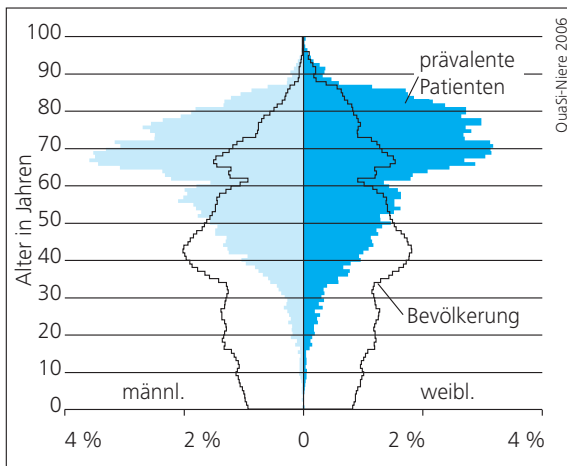 100
90
80
70
60
50
40
30
20
10
0
Alter in Jahren
prävalente
Patienten
Bevölkerung
männl.
weibl.
4 %
2 %
0
2 %
4 %
QuaSi-Niere 2006